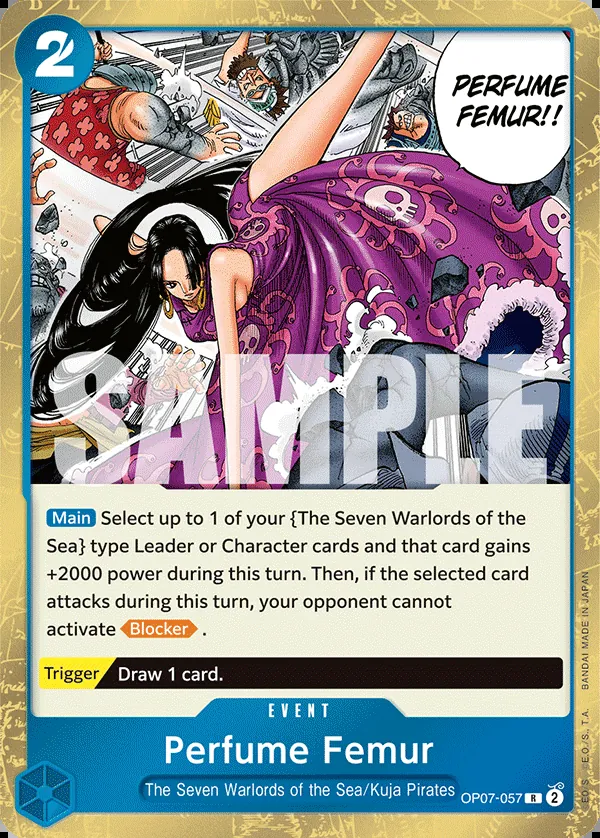 2
PERFUME
FEMUR!!
SAMPLE
Main Select up to 1 of your {The Seven Warlords of the
Sea} type Leader or Character cards and that card gains
+2000 power during this turn. Then, if the selected card
attacks during this turn, your opponent cannot
activate Blocker .
Trigger Draw 1 card.
EVENT
Perfume Femur
The Seven Warlords of the Sea/Kuja Pirates
OP07-057 R 2
BANDAI MADE IN JAPAN